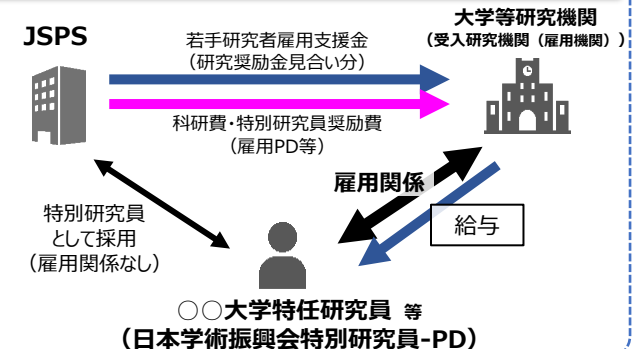 JSPS
大学等研究機関
（受入研究機関（雇用機関））
若手研究者雇用支援金
（研究奨励金見合い分）
科研費・特別研究員奨励費
（雇用PD等）
雇用関係
給与
特別研究員
として採用
（雇用関係なし）
○○大学特任研究員 等
（日本学術振興会特別研究員-PD）